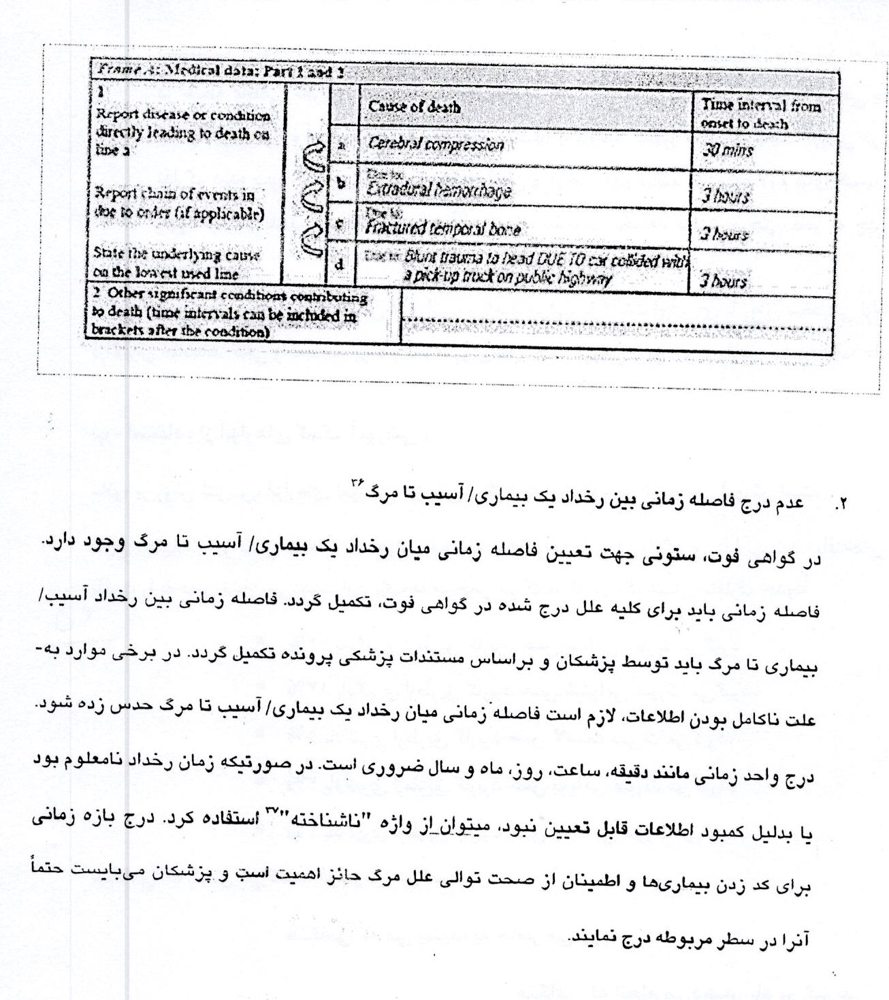 Frame A: Medical data: Part 1 and 2
1
Report disease or condition
directly leading to death on
line a
Report chain of events in
due to order (if applicable)
State the underlying cause
on the lowest used line
Cause of death
Time interval from
onset to death
a
Cerebral compression
30 mins
b
Due to:
Extradural hemorrhage
3 hours
c
Due to:
Fractured temporal bone
3 hours
d
Due to: Blunt trauma to head DUE TO car collided with
a pick-up truck on public highway
3 hours
2 Other significant conditions contributing
to death (time intervals can be included in
brackets after the condition)
۲. عدم درج فاصله زمانی بین رخداد یک بیماری/ آسیب تا مرگ۳۶
در گواهی فوت، ستونی جهت تعیین فاصله زمانی میان رخداد یک بیماری/ آسیب تا مرگ وجود دارد.
فاصله زمانی باید برای کلیه علل درج شده در گواهی فوت، تکمیل گردد. فاصله زمانی بین رخداد آسیب/
بیماری تا مرگ باید توسط پزشکان و براساس مستندات پزشکی پرونده تکمیل گردد. در برخی موارد به-
علت ناکامل بودن اطلاعات، لازم است فاصله زمانی میان رخداد یک بیماری/ آسیب تا مرگ حدس زده شود.
درج واحد زمانی مانند دقیقه، ساعت، روز، ماه و سال ضروری است. در صورتیکه زمان رخداد نامعلوم بود
یا بدلیل کمبود اطلاعات قابل تعیین نبود، میتوان از واژه "ناشناخته"۳۷ استفاده کرد. درج بازه زمانی
برای کد زدن بیماری‌ها و اطمینان از صحت توالی علل مرگ حائز اهمیت است و پزشکان می‌بایست حتماً
آنرا در سطر مربوطه درج نمایند.